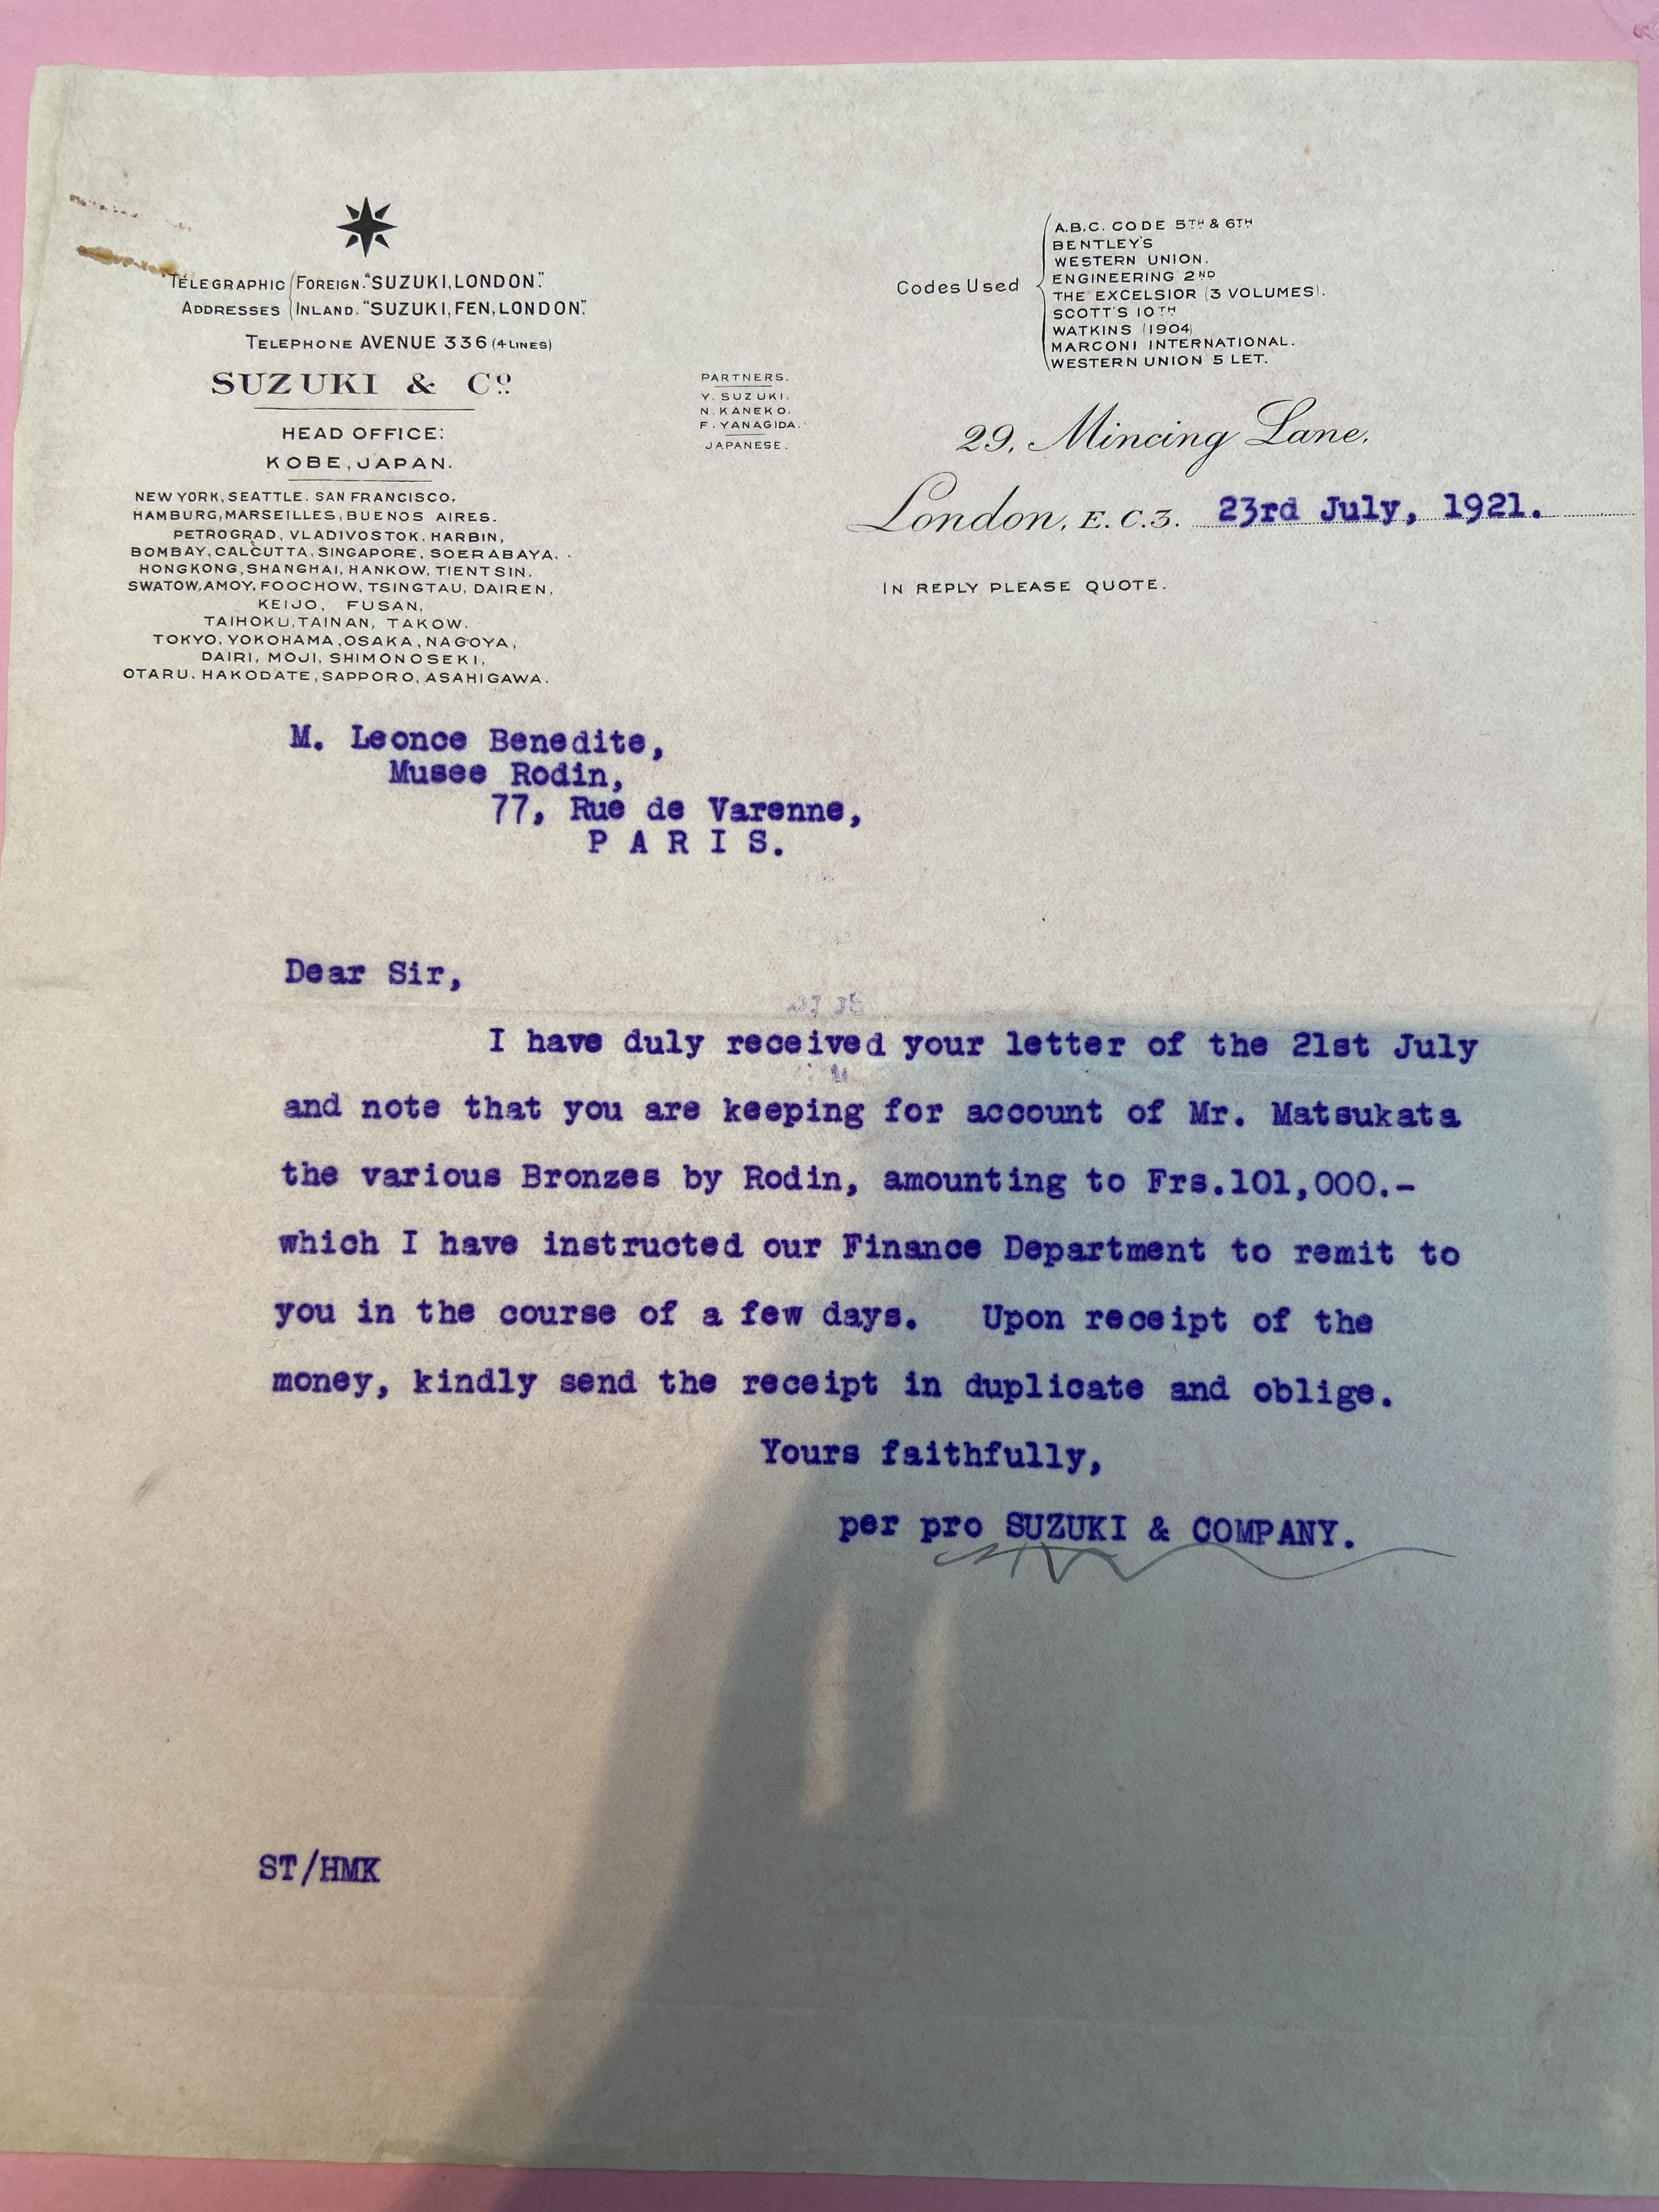 TELEGRAPHIC ADDRESSES
FOREIGN. "SUZUKI, LONDON."
INLAND. "SUZUKI, FEN, LONDON."
TELEPHONE AVENUE 336 (4 LINES)
SUZUKI & Co.
HEAD OFFICE:
KOBE, JAPAN.
NEW YORK, SEATTLE. SAN FRANCISCO,
HAMBURG, MARSEILLES, BUENOS AIRES.
PETROGRAD, VLADIVOSTOK, HARBIN,
BOMBAY, CALCUTTA, SINGAPORE, SOERABAYA.
HONGKONG, SHANGHAI, HANKOW, TIENTSIN.
SWATOW, AMOY, FOOCHOW, TSINGTAU, DAIREN,
KEIJO, FUSAN,
TAIHOKU, TAINAN, TAKOW.
TOKYO, YOKOHAMA, OSAKA, NAGOYA,
DAIRI, MOJI, SHIMONOSEKI,
OTARU. HAKODATE, SAPPORO, ASAHIGAWA.
PARTNERS.
Y. SUZUKI.
N. KANEKO.
F. YANAGIDA.
JAPANESE.
Codes Used
A.B.C. CODE 5TH & 6TH
BENTLEY'S
WESTERN UNION.
ENGINEERING 2ND
THE EXCELSIOR (3 VOLUMES).
SCOTT'S 10TH
WATKINS (1904)
MARCONI INTERNATIONAL.
WESTERN UNION 5 LET.
29, Mincing Lane,
London, E.C.3. 23rd July, 1921.
IN REPLY PLEASE QUOTE.
M. Leonce Benedite,
Musee Rodin,
77, Rue de Varenne,
P A R I S.
Dear Sir,
I have duly received your letter of the 21st July
and note that you are keeping for account of Mr. Matsukata
the various Bronzes by Rodin, amounting to Frs.101,000.-
which I have instructed our Finance Department to remit to
you in the course of a few days. Upon receipt of the
money, kindly send the receipt in duplicate and oblige.
Yours faithfully,
per pro SUZUKI & COMPANY.
ST/HMK